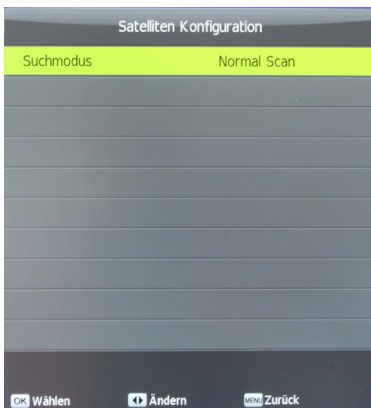 Satelliten Konfiguration
Suchmodus Normal Scan
OK Wählen ◄► Ändern MENU Zurück